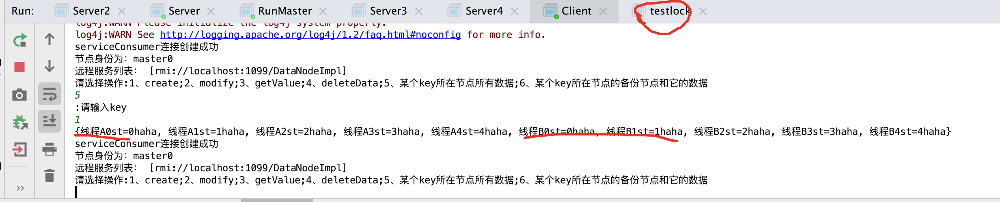 Run: Server2 Server RunMaster Server3 Server4 Client testlock
log4j:WARN Please initialize the log4j system property.
log4j:WARN See http://logging.apache.org/log4j/1.2/faq.html#noconfig for more info.
serviceConsumer连接创建成功
节点身份为：master0
远程服务列表： [rmi://localhost:1099/DataNodeImpl]
请选择操作:1、create;2、modify;3、getValue;4、deleteData;5、某个key所在节点所有数据;6、某个key所在节点的备份节点和它的数据
5
:请输入key
1
{线程A0st=0haha, 线程A1st=1haha, 线程A2st=2haha, 线程A3st=3haha, 线程A4st=4haha, 线程B0st=0haha, 线程B1st=1haha, 线程B2st=2haha, 线程B3st=3haha, 线程B4st=4haha}
serviceConsumer连接创建成功
节点身份为：master0
远程服务列表： [rmi://localhost:1099/DataNodeImpl]
请选择操作:1、create;2、modify;3、getValue;4、deleteData;5、某个key所在节点所有数据;6、某个key所在节点的备份节点和它的数据